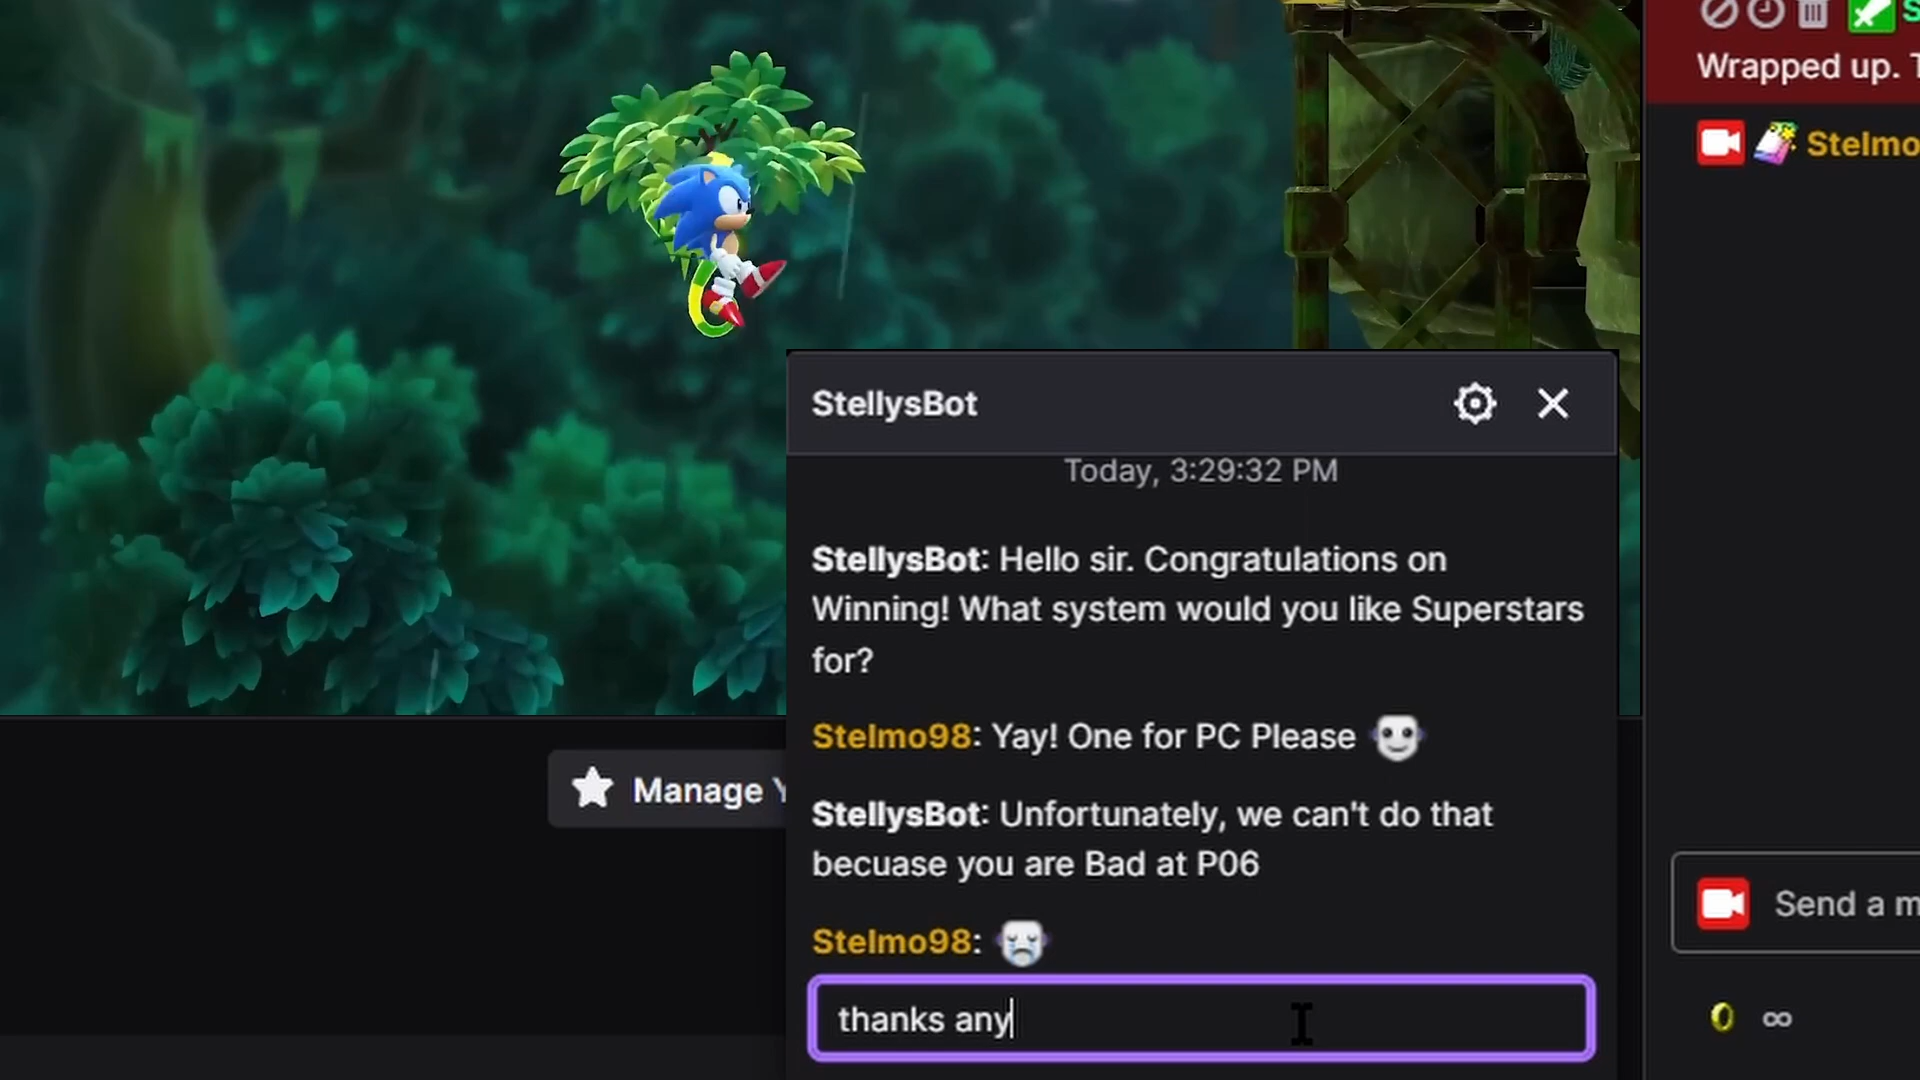 Wrapped up.
Stelmo
StellysBot
Today, 3:29:32 PM
StellysBot: Hello sir. Congratulations on
Winning! What system would you like Superstars
for?
Stelmo98: Yay! One for PC Please
StellysBot: Unfortunately, we can't do that
becuase you are Bad at P06
Stelmo98:
thanks any
Manage
Send a m
∞